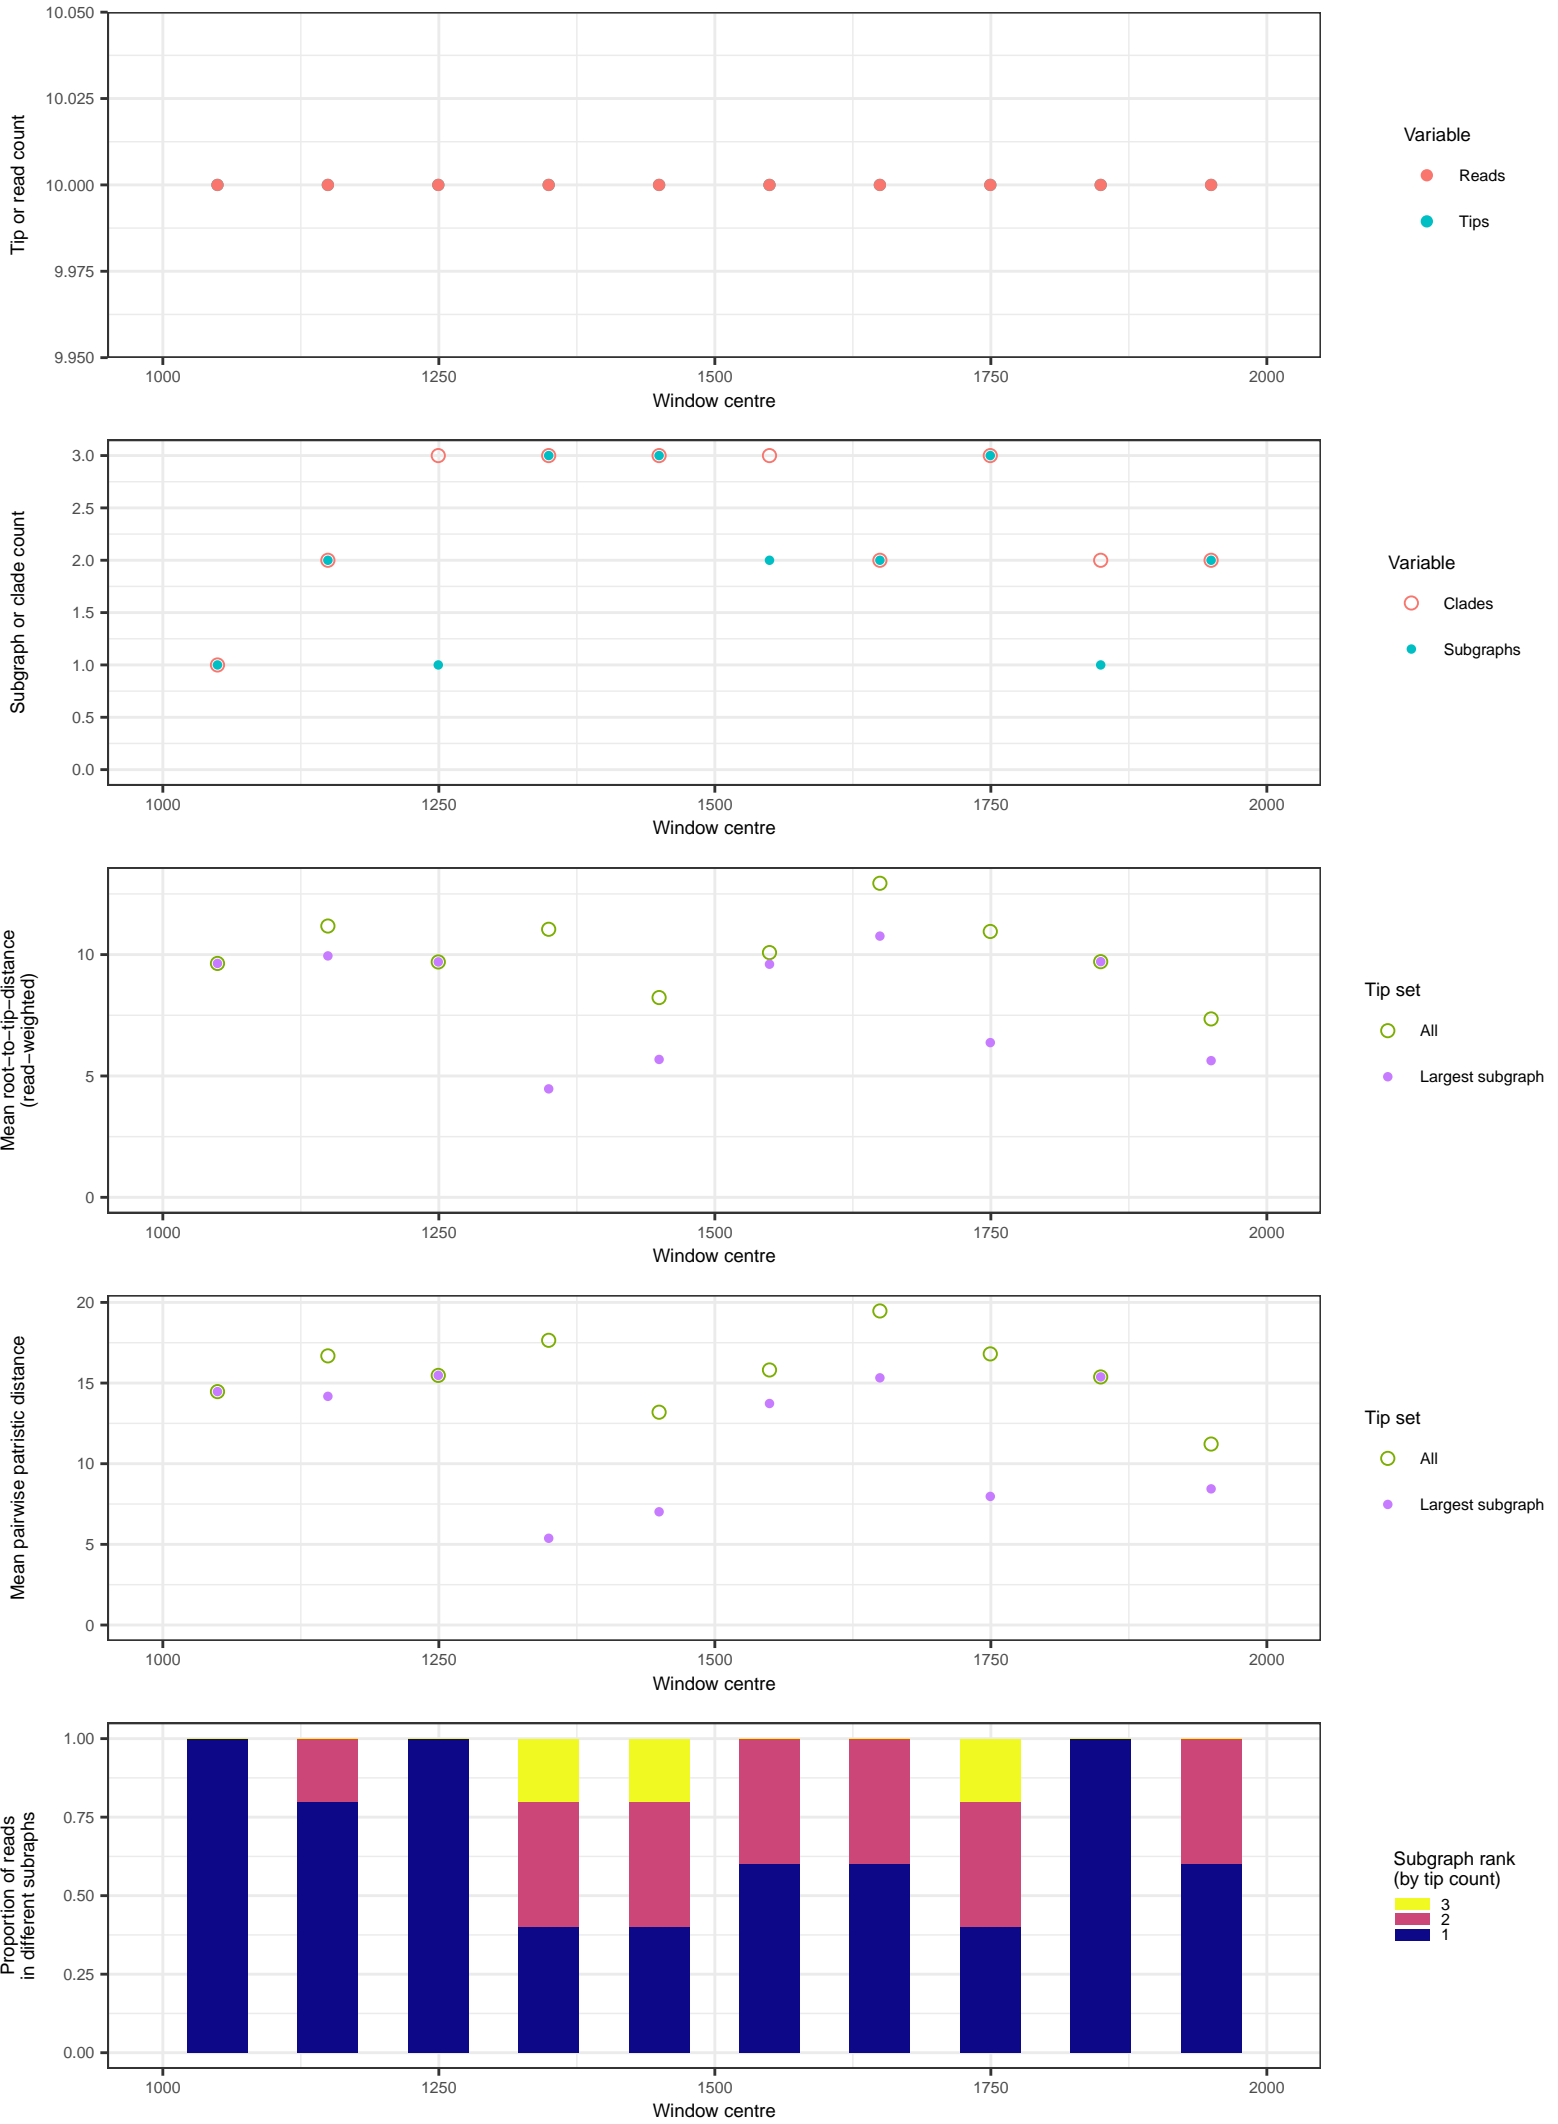 10.050
10.025
10.000
9.975
9.950
Tip or read count
1000
1250
1500
1750
2000
Window centre
Variable
Reads
Tips
3.0
2.5
2.0
1.5
1.0
0.5
0.0
Subgraph or clade count
1000
1250
1500
1750
2000
Window centre
Variable
Clades
Subgraphs
10
5
0
Mean root−to−tip−distance
(read−weighted)
1000
1250
1500
1750
2000
Window centre
Tip set
All
Largest subgraph
20
15
10
5
0
Mean pairwise patristic distance
1000
1250
1500
1750
2000
Window centre
Tip set
All
Largest subgraph
1.00
0.75
0.50
0.25
0.00
Proportion of reads
in different subraphs
1000
1250
1500
1750
2000
Window centre
Subgraph rank
(by tip count)
3
2
1